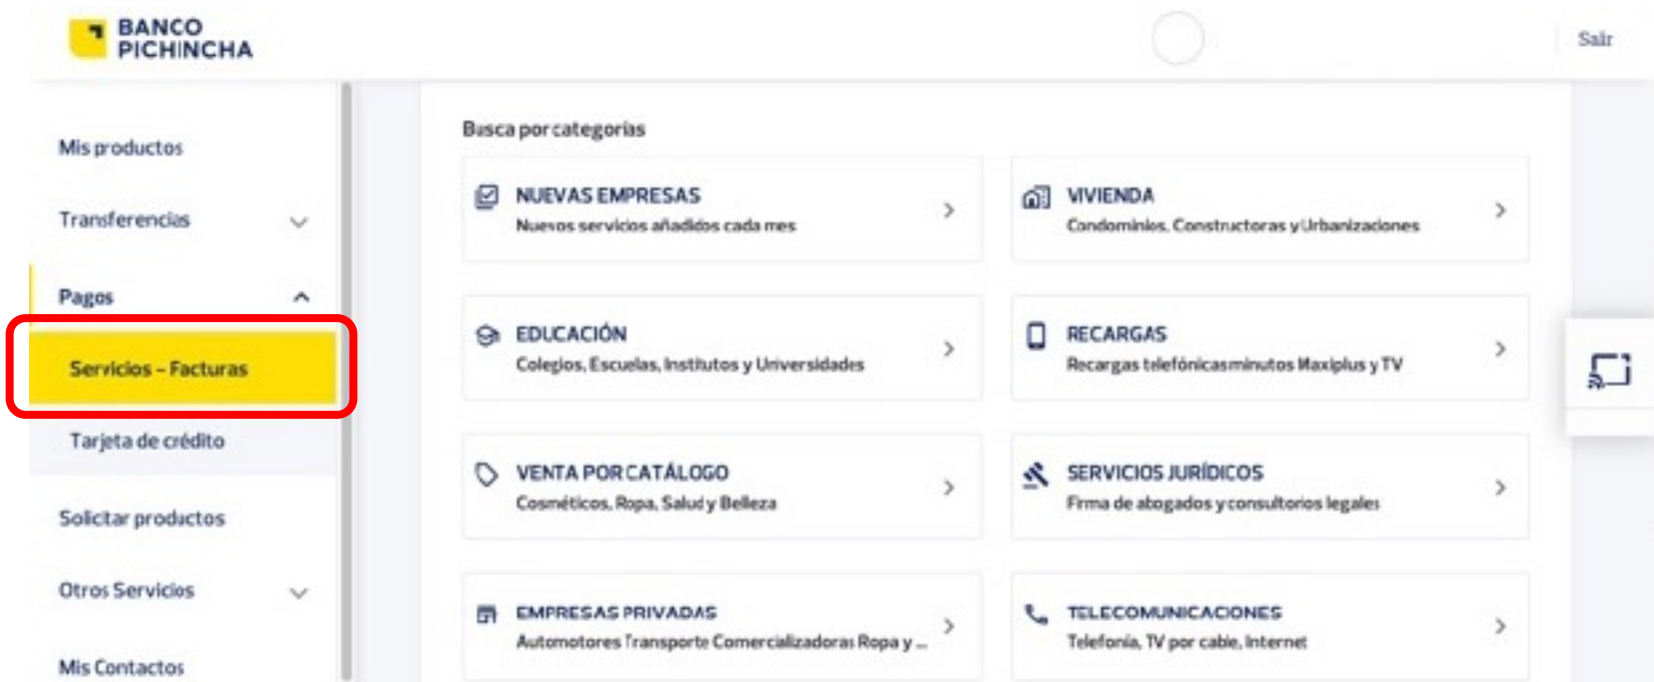 BANCO
PICHINCHA
Salir
Mis productos
Transferencias
Pagos
Servicios – Facturas
Tarjeta de crédito
Solicitar productos
Otros Servicios
Mis Contactos
Busca por categorías
NUEVAS EMPRESAS
Nuevos servicios añadidos cada mes
VIVIENDA
Condominios, Constructoras y Urbanizaciones
EDUCACIÓN
Colegios, Escuelas, Institutos y Universidades
RECARGAS
Recargas telefónicas minutos Maxiplus y TV
VENTA POR CATÁLOGO
Cosméticos, Ropa, Salud y Belleza
SERVICIOS JURÍDICOS
Firma de abogados y consultorios legales
EMPRESAS PRIVADAS
Automotores Transporte Comercializadoras Ropa y ...
TELECOMUNICACIONES
Telefonía, TV por cable, Internet